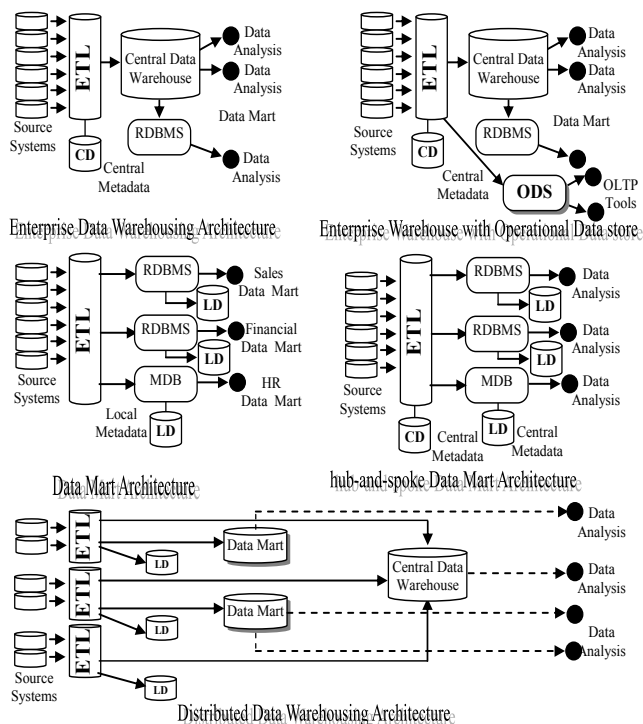 ETL
Central Data
Warehouse
Data
Analysis
Data
Analysis
Data Mart
RDBMS
Source
Systems
CD
Central
Metadata
Data
Analysis
Enterprise Data Warehousing Architecture
ETL
Central Data
Warehouse
Data
Analysis
Data
Analysis
Data Mart
RDBMS
Source
Systems
CD
Central
Metadata
ODS
OLTP
Tools
Enterprise Warehouse with Operational Data store
ETL
RDBMS
Sales
Data Mart
LD
RDBMS
Financial
Data Mart
LD
MDB
HR
Data Mart
Source
Systems
Local
Metadata
LD
Data Mart Architecture
ETL
RDBMS
Data
Analysis
LD
RDBMS
Data
Analysis
LD
MDB
Data
Analysis
Source
Systems
CD
Central
Metadata
LD
Central
Metadata
hub-and-spoke Data Mart Architecture
ETL
LD
Data Mart
Data
Analysis
ETL
LD
Data Mart
Central Data
Warehouse
Data
Analysis
ETL
LD
Source
Systems
Data
Analysis
Distributed Data Warehousing Architecture